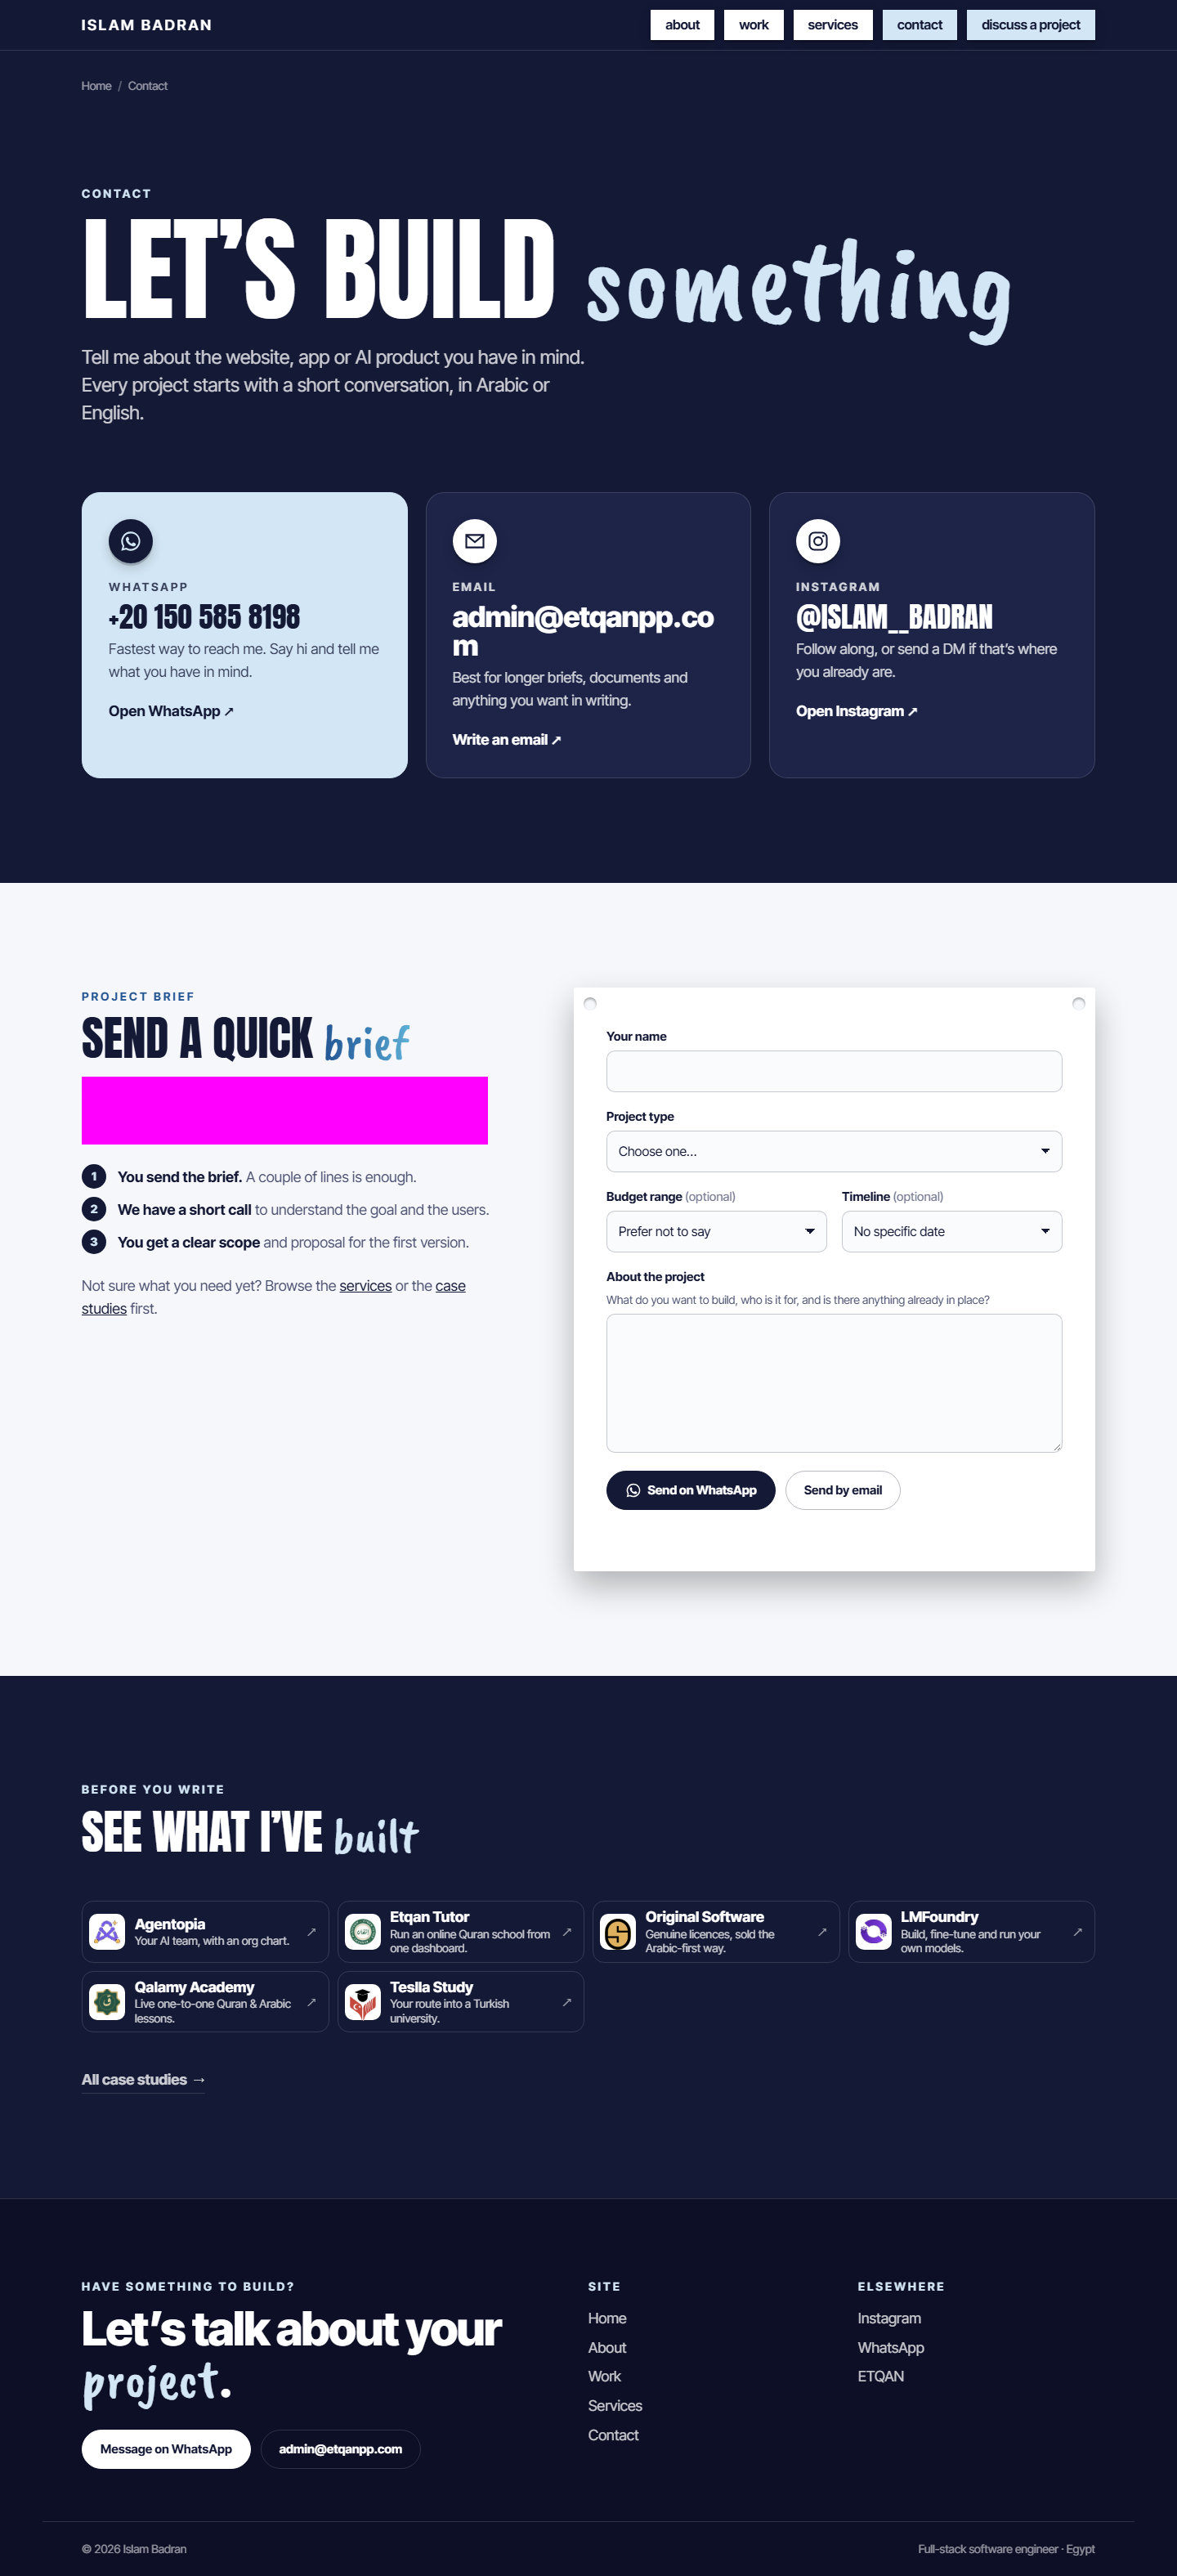 ISLAM BADRAN
about
work
services
contact
discuss a project
Home / Contact
CONTACT
LET’S BUILD something
Tell me about the website, app or AI product you have in mind.
Every project starts with a short conversation, in Arabic or
English.
WHATSAPP
+20 150 585 8198
Fastest way to reach me. Say hi and tell me
what you have in mind.
Open WhatsApp ↗
EMAIL
admin@etqanpp.co
m
Best for longer briefs, documents and
anything you want in writing.
Write an email ↗
INSTAGRAM
@ISLAM__BADRAN
Follow along, or send a DM if that’s where
you already are.
Open Instagram ↗
PROJECT BRIEF
SEND A QUICK brief
1 You send the brief. A couple of lines is enough.
2 We have a short call to understand the goal and the users.
3 You get a clear scope and proposal for the first version.
Not sure what you need yet? Browse the services or the case
studies first.
Your name
Project type
Choose one...
Budget range (optional)
Prefer not to say
Timeline (optional)
No specific date
About the project
What do you want to build, who is it for, and is there anything already in place?
Send on WhatsApp
Send by email
BEFORE YOU WRITE
SEE WHAT I’VE built
Agentopia
Your AI team, with an org chart.
↗
Etqan Tutor
Run an online Quran school from
one dashboard.
↗
Original Software
Genuine licences, sold the
Arabic-first way.
↗
LMFoundry
Build, fine-tune and run your
own models.
↗
Qalamy Academy
Live one-to-one Quran & Arabic
lessons.
↗
Teslla Study
Your route into a Turkish
university.
↗
All case studies →
HAVE SOMETHING TO BUILD?
Let’s talk about your
project.
Message on WhatsApp
admin@etqanpp.com
SITE
Home
About
Work
Services
Contact
ELSEWHERE
Instagram
WhatsApp
ETQAN
© 2026 Islam Badran
Full-stack software engineer · Egypt